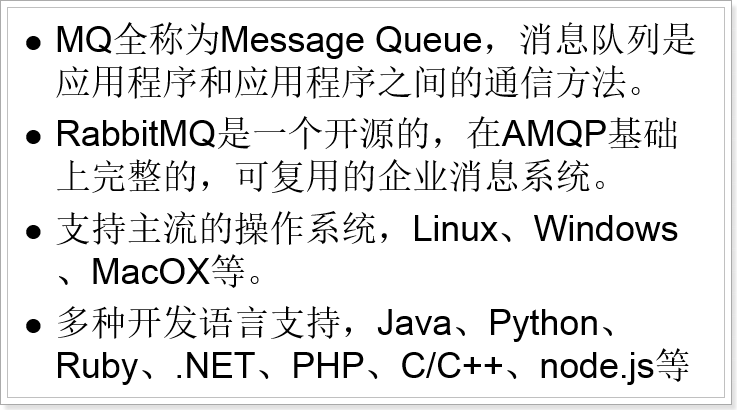 ● MQ全称为Message Queue，消息队列是
应用程序和应用程序之间的通信方法。
● RabbitMQ是一个开源的，在AMQP基础
上完整的，可复用的企业消息系统。
● 支持主流的操作系统，Linux、Windows
、MacOX等。
● 多种开发语言支持，Java、Python、
Ruby、.NET、PHP、C/C++、node.js等